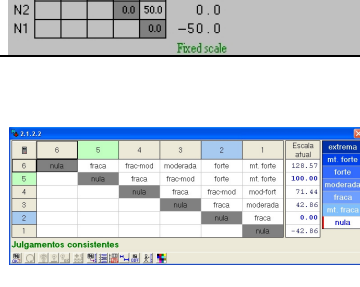 N2 0.0 50.0 0.0
N1 0.0 -50.0
Fixed scale
2.1.2.2
6 5 4 3 2 1 Escala atual extrema
6 nula fraca frac-mod moderada forte mt. forte 128.57 mt. forte
5 nula fraca frac-mod forte mt. forte 100.00 forte
4 nula fraca frac-mod mod-fort 71.44 moderada
3 nula fraca moderada 42.86 fraca
2 nula fraca 0.00 mt. fraca
1 nula -42.86 nula
Julgamentos consistentes